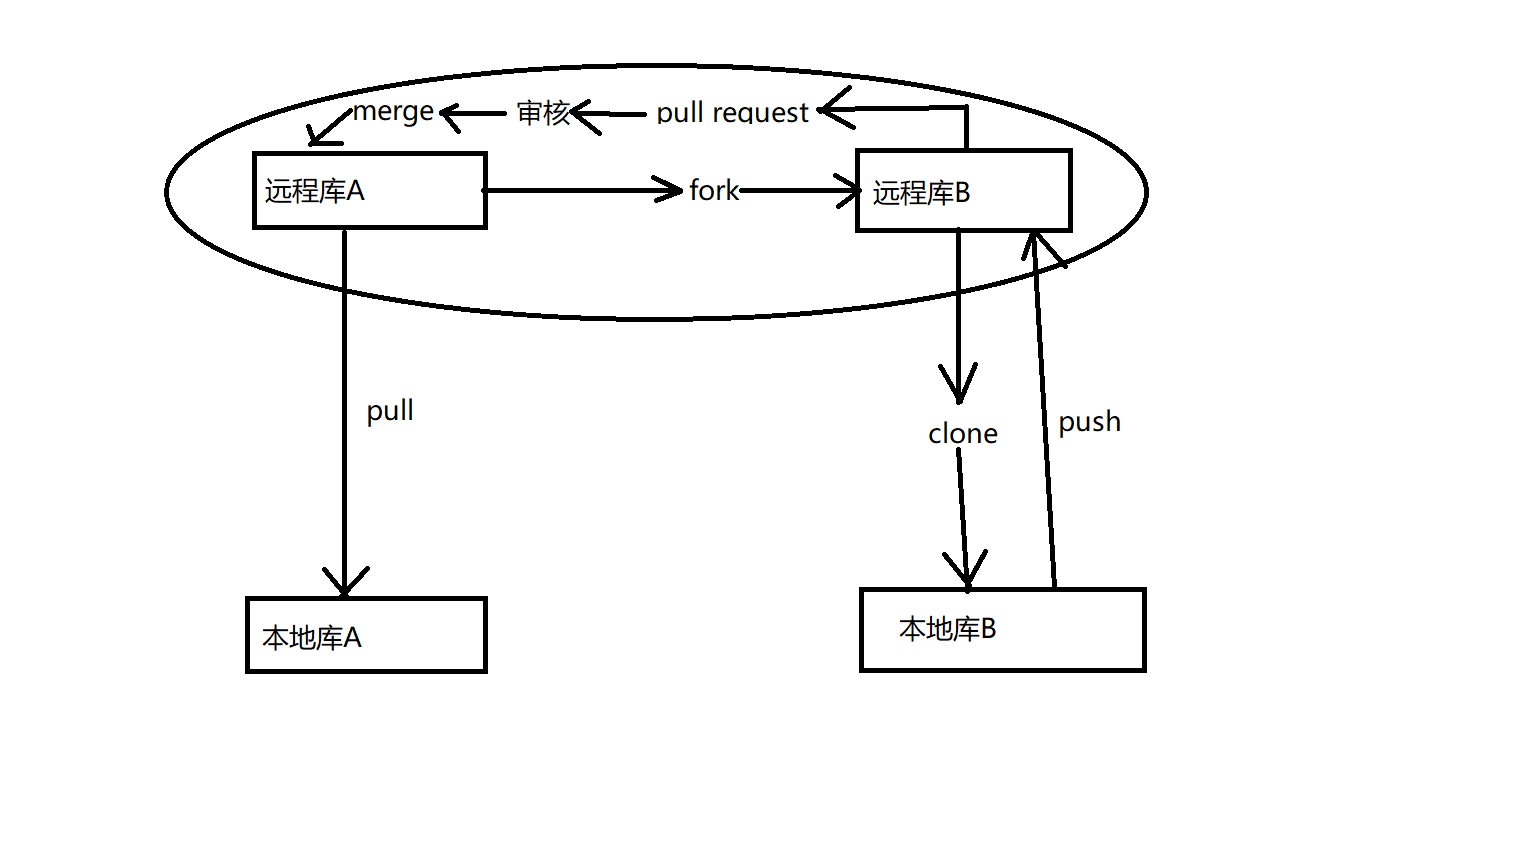 merge
审核
pull request
远程库A
fork
远程库B
pull
clone
push
本地库A
本地库B